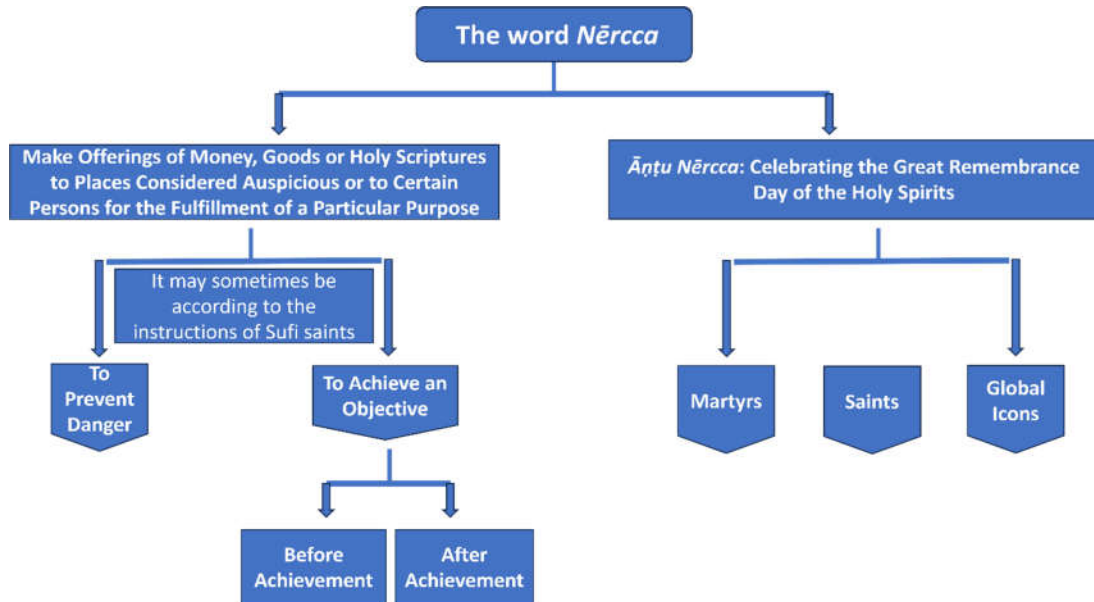 The word Nērcca
Make Offerings of Money, Goods or Holy Scriptures
to Places Considered Auspicious or to Certain
Persons for the Fulfillment of a Particular Purpose
Āṇṭu Nērcca: Celebrating the Great Remembrance
Day of the Holy Spirits
It may sometimes be
according to the
instructions of Sufi saints
To
Prevent
Danger
To Achieve an
Objective
Before
Achievement
After
Achievement
Martyrs
Saints
Global
Icons